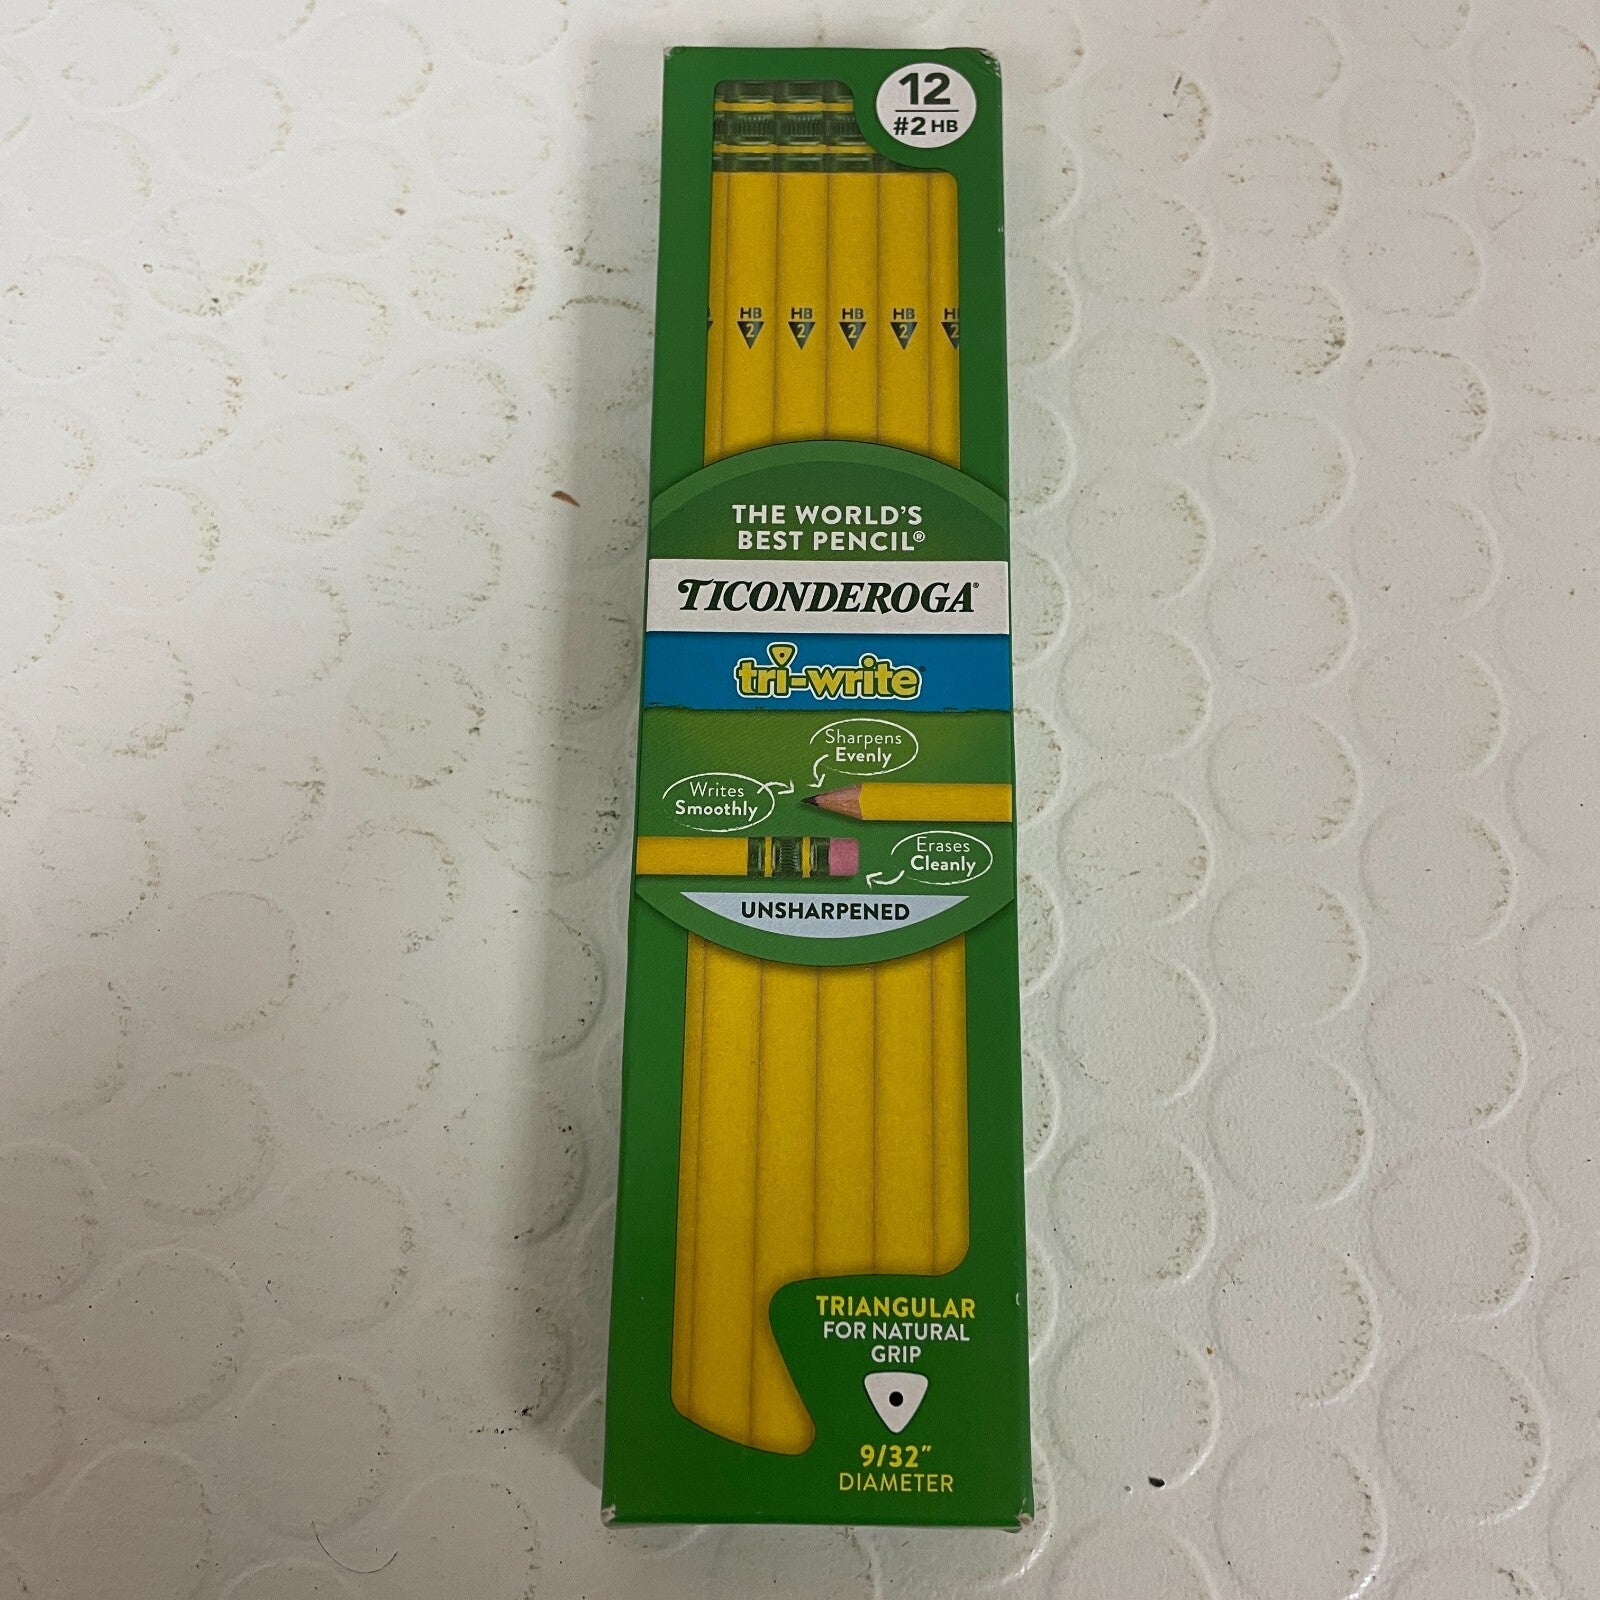 12
#2 HB
HB HB HB HB H
2 2 2 2 2
THE WORLD'S
BEST PENCIL®
TICONDEROGA®
tri-write
Sharpens
Evenly
Writes
Smoothly
Erases
Cleanly
UNSHARPENED
TRIANGULAR
FOR NATURAL
GRIP
9/32"
DIAMETER